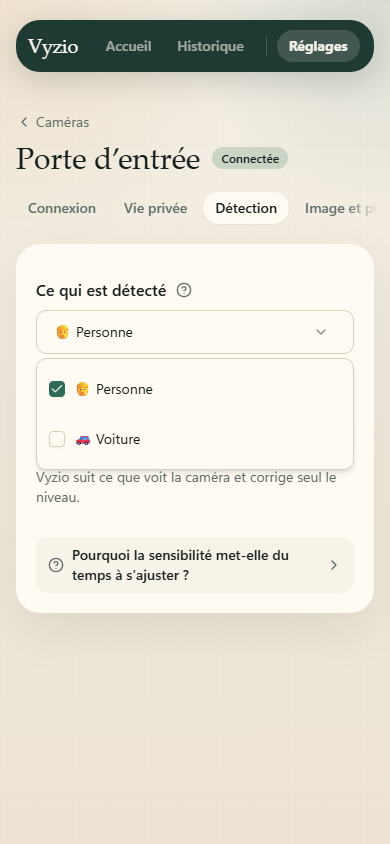 Vyzio Accueil Historique Réglages
Caméras
Porte d’entrée Connectée
Connexion Vie privée Détection Image et
Ce qui est détecté
Personne
Personne
Voiture
Vyzio suit ce que voit la caméra et corrige seul le
niveau.
Pourquoi la sensibilité met-elle du
temps à s’ajuster ?